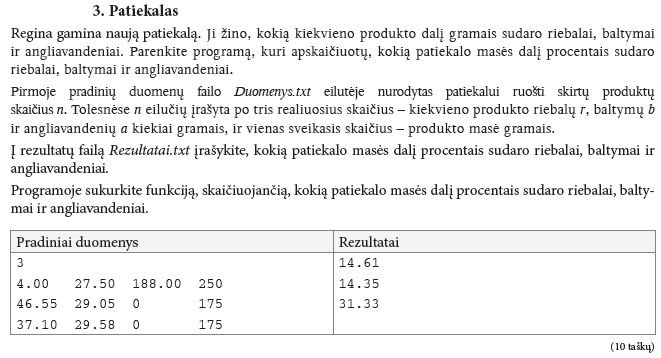 3. Patiekalas
Regina gamina naują patiekalą. Ji žino, kokią kiekvieno produkto dalį gramais sudaro riebalai, baltymai
ir angliavandeniai. Parenkite programą, kuri apskaičiuotų, kokią patiekalo masės dalį procentais sudaro
riebalai, baltymai ir angliavandeniai.
Pirmoje pradinių duomenų failo Duomenys.txt eilutėje nurodytas patiekalui ruošti skirtų produktų
skaičius n. Tolesnėse n eilučių įrašyta po tris realiuosius skaičius – kiekvieno produkto riebalų r, baltymų b
ir angliavandenių a kiekiai gramais, ir vienas sveikasis skaičius – produkto masė gramais.
Į rezultatų failą Rezultatai.txt įrašykite, kokią patiekalo masės dalį procentais sudaro riebalai, baltymai ir
angliavandeniai.
Programoje sukurkite funkciją, skaičiuojančią, kokią patiekalo masės dalį procentais sudaro riebalai, balty-
mai ir angliavandeniai.
Pradiniai duomenys Rezultatai
3 14.61
4.00 27.50 188.00 250 14.35
46.55 29.05 0 175 31.33
37.10 29.58 0 175
(10 taškų)